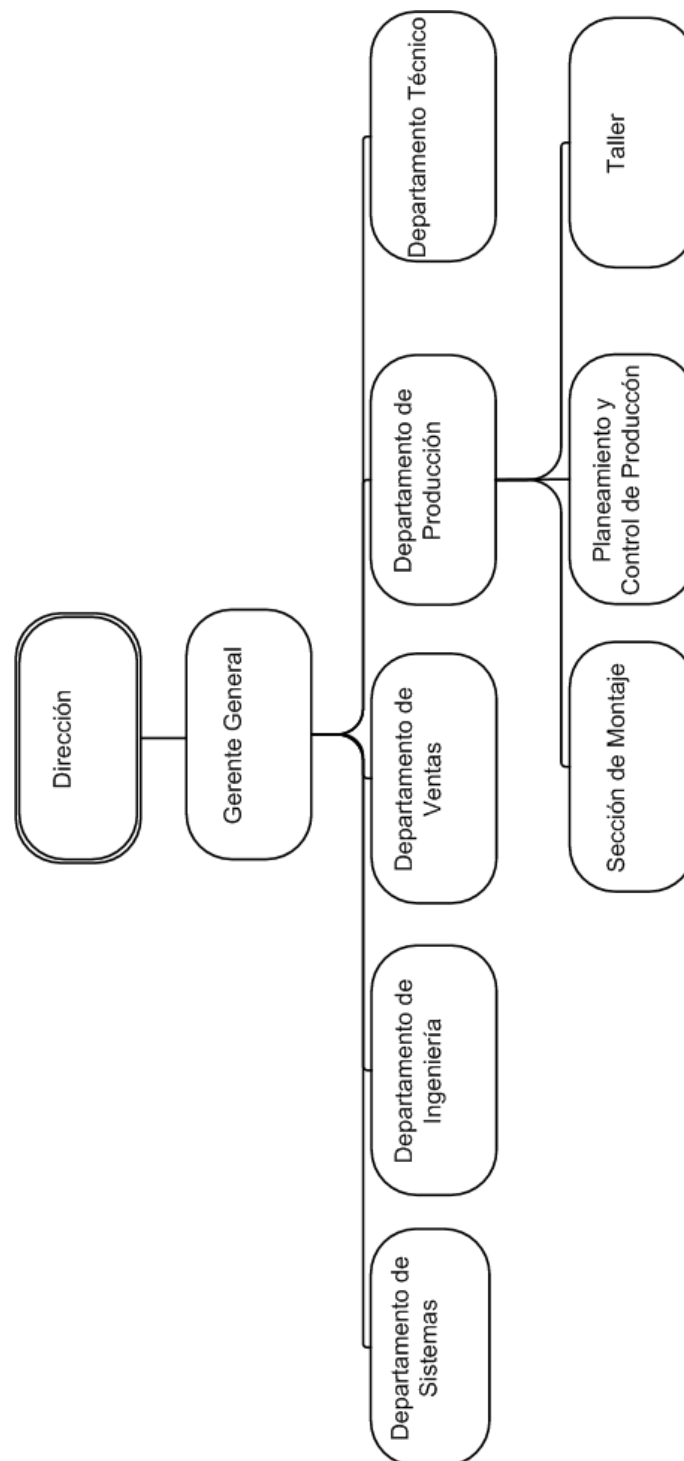 Dirección
Gerente General
Departamento de
Sistemas
Departamento de
Ingeniería
Departamento de
Ventas
Departamento de
Producción
Departamento Técnico
Sección de Montaje
Planeamiento y
Control de Produccón
Taller